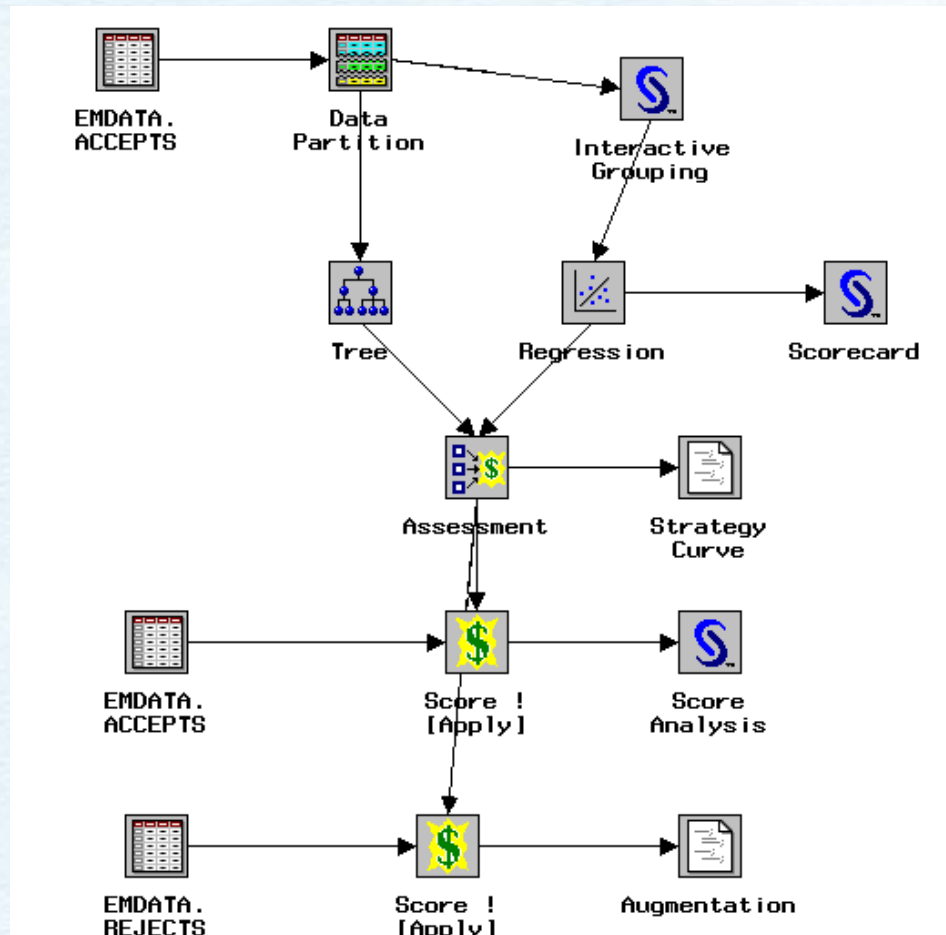 EMDATA.
ACCEPTS
Data
Partition
Interactive
Grouping
Tree
Regression
Scorecard
Assessment
Strategy
Curve
EMDATA.
ACCEPTS
Score !
[Apply]
Score
Analysis
EMDATA.
REJECTS
Score !
[Apply]
Augmentation